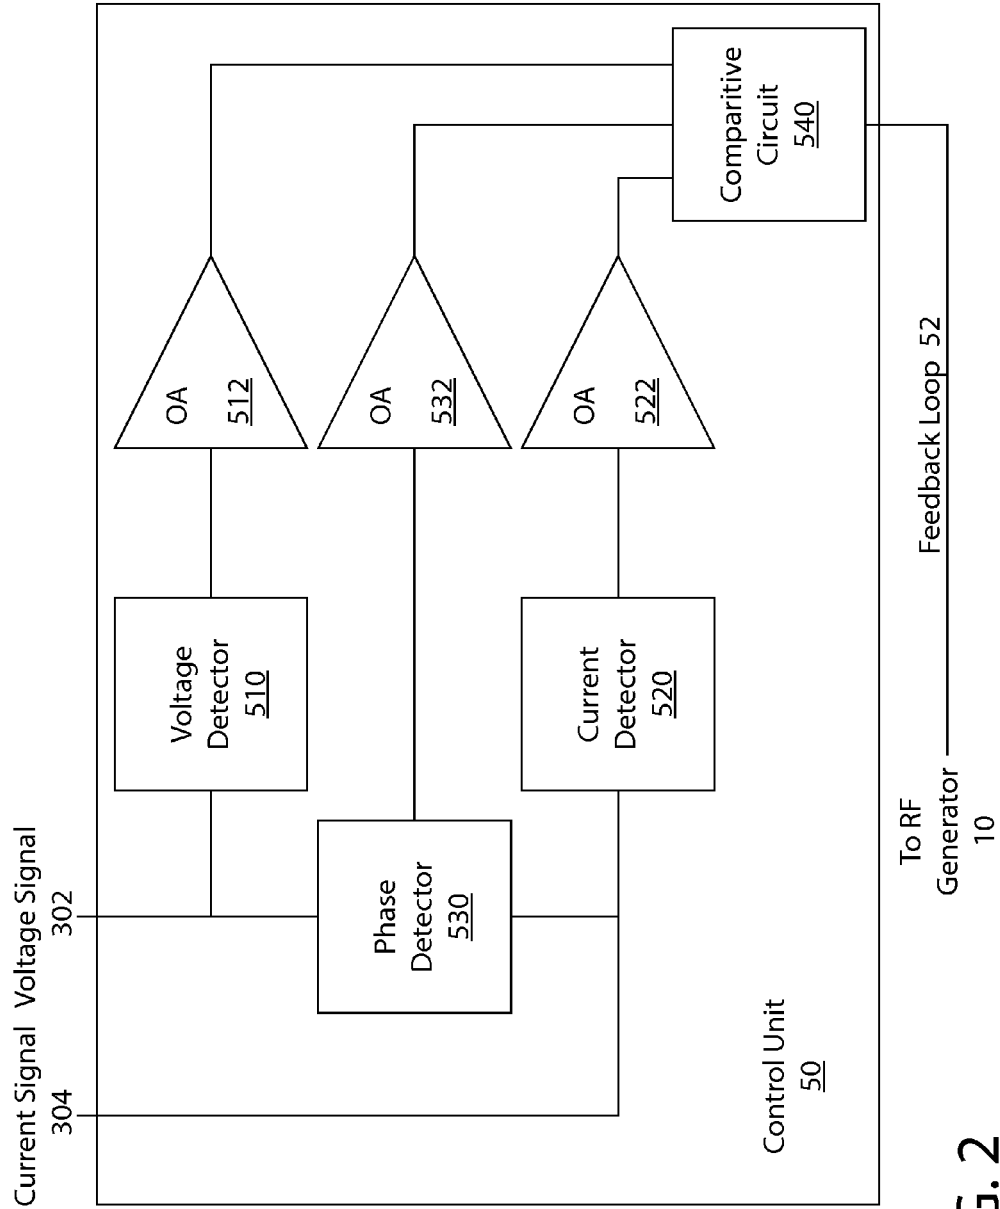 Current Signal
304
Voltage Signal
302
Voltage
Detector
510
OA
512
Phase
Detector
530
OA
532
Current
Detector
520
OA
522
Comparitive
Circuit
540
Control Unit
50
To RF
Generator
10
Feedback Loop 52
G. 2